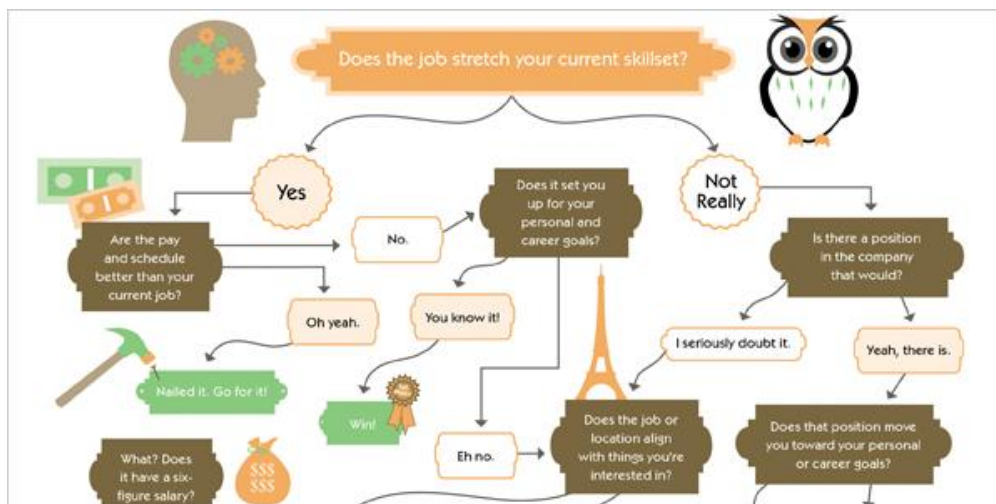 Does the job stretch your current skillset?
Yes
Not
Really
Does it set you
up for your
personal and
career goals?
No.
Are the pay
and schedule
better than your
current job?
Is there a position
in the company
that would?
Oh yeah.
You know it!
I seriously doubt it.
Yeah, there is.
Nailed it. Go for it!
Win!
Does the job or
location align
with things you're
interested in?
Does that position move
you toward your personal
or career goals?
Eh no.
What? Does
it have a six-
figure salary?
$$$
$$$